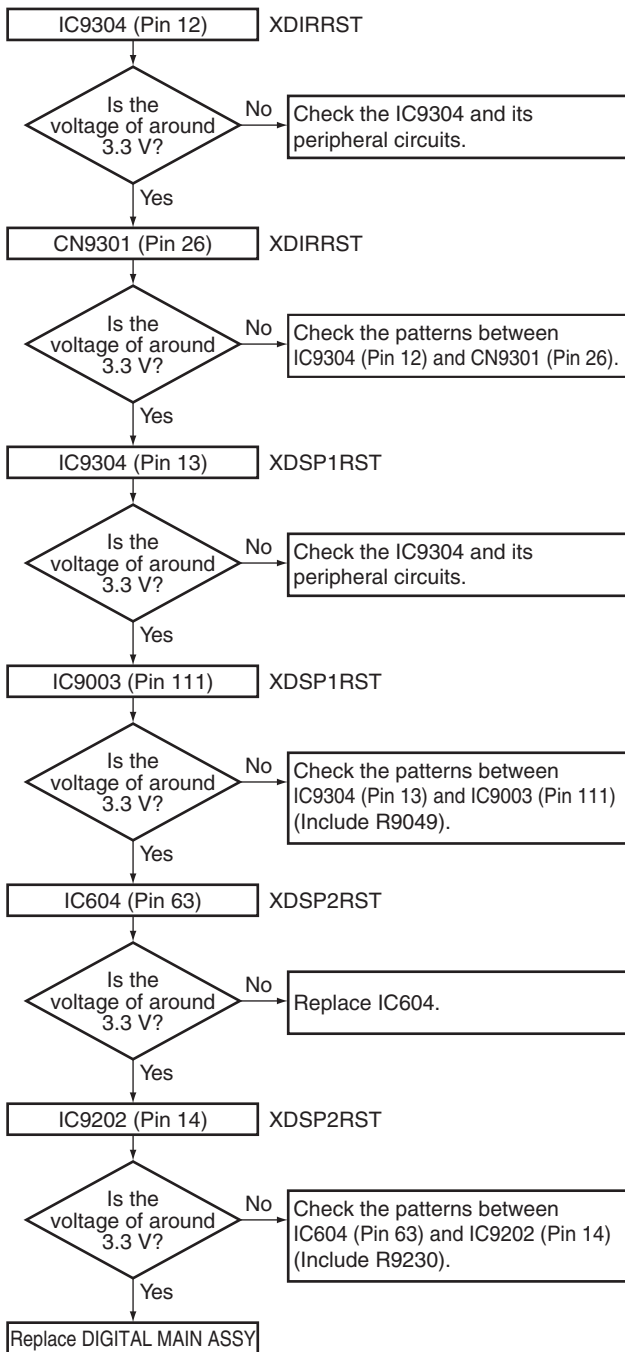 IC9304 (Pin 12)
XDIRRST
Is the
voltage of around
3.3 V?
No
Check the IC9304 and its
peripheral circuits.
Yes
CN9301 (Pin 26)
XDIRRST
Is the
voltage of around
3.3 V?
No
Check the patterns between
IC9304 (Pin 12) and CN9301 (Pin 26).
Yes
IC9304 (Pin 13)
XDSP1RST
Is the
voltage of around
3.3 V?
No
Check the IC9304 and its
peripheral circuits.
Yes
IC9003 (Pin 111)
XDSP1RST
Is the
voltage of around
3.3 V?
No
Check the patterns between
IC9304 (Pin 13) and IC9003 (Pin 111)
(Include R9049).
Yes
IC604 (Pin 63)
XDSP2RST
Is the
voltage of around
3.3 V?
No
Replace IC604.
Yes
IC9202 (Pin 14)
XDSP2RST
Is the
voltage of around
3.3 V?
No
Check the patterns between
IC604 (Pin 63) and IC9202 (Pin 14)
(Include R9230).
Yes
Replace DIGITAL MAIN ASSY